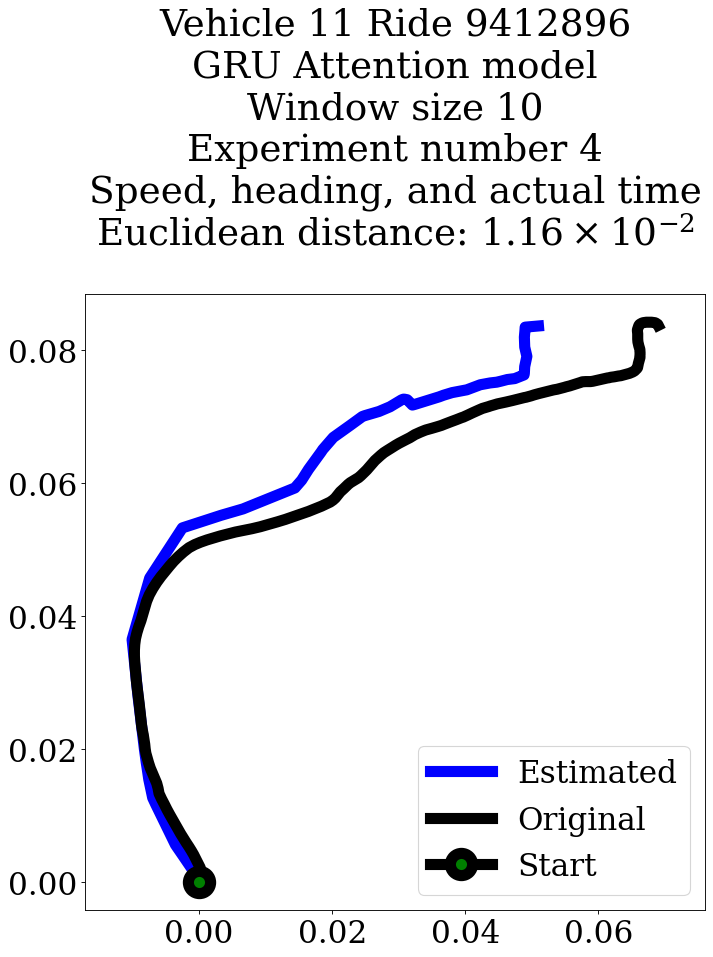 Vehicle 11 Ride 9412896
GRU Attention model
Window size 10
Experiment number 4
Speed, heading, and actual time
Euclidean distance: 1.16 × 10⁻²
0.08
0.06
0.04
0.02
0.00
Estimated
Original
Start
0.00 0.02 0.04 0.06